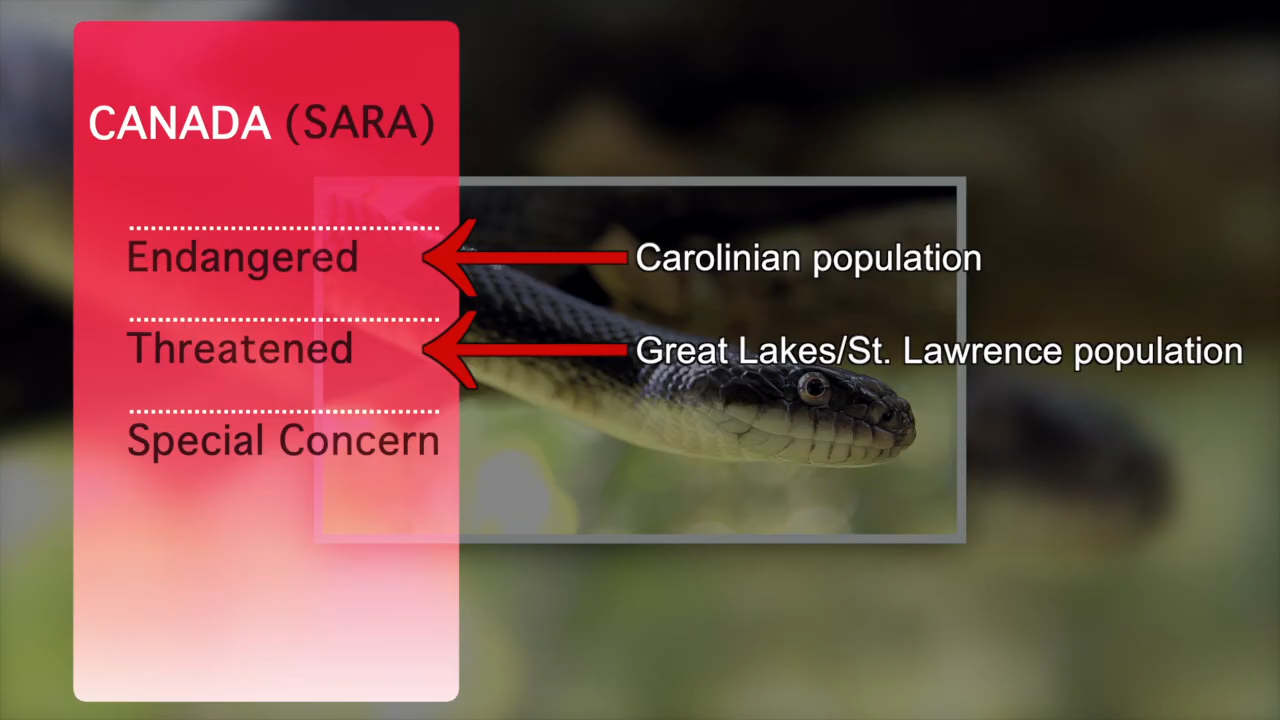 CANADA (SARA)
Endangered
Carolinian population
Threatened
Great Lakes/St. Lawrence population
Special Concern